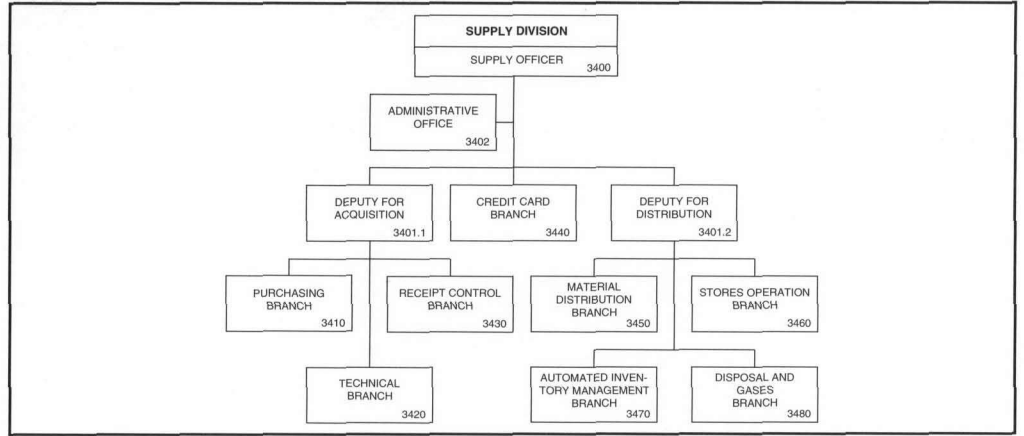 SUPPLY DIVISION
SUPPLY OFFICER
3400
ADMINISTRATIVE
OFFICE
3402
DEPUTY FOR
ACQUISITION
3401.1
CREDIT CARD
BRANCH
3440
DEPUTY FOR
DISTRIBUTION
3401.2
PURCHASING
BRANCH
3410
RECEIPT CONTROL
BRANCH
3430
MATERIAL
DISTRIBUTION
BRANCH
3450
STORES OPERATION
BRANCH
3460
TECHNICAL
BRANCH
3420
AUTOMATED INVEN-
TORY MANAGEMENT
BRANCH
3470
DISPOSAL AND
GASES
BRANCH
3480